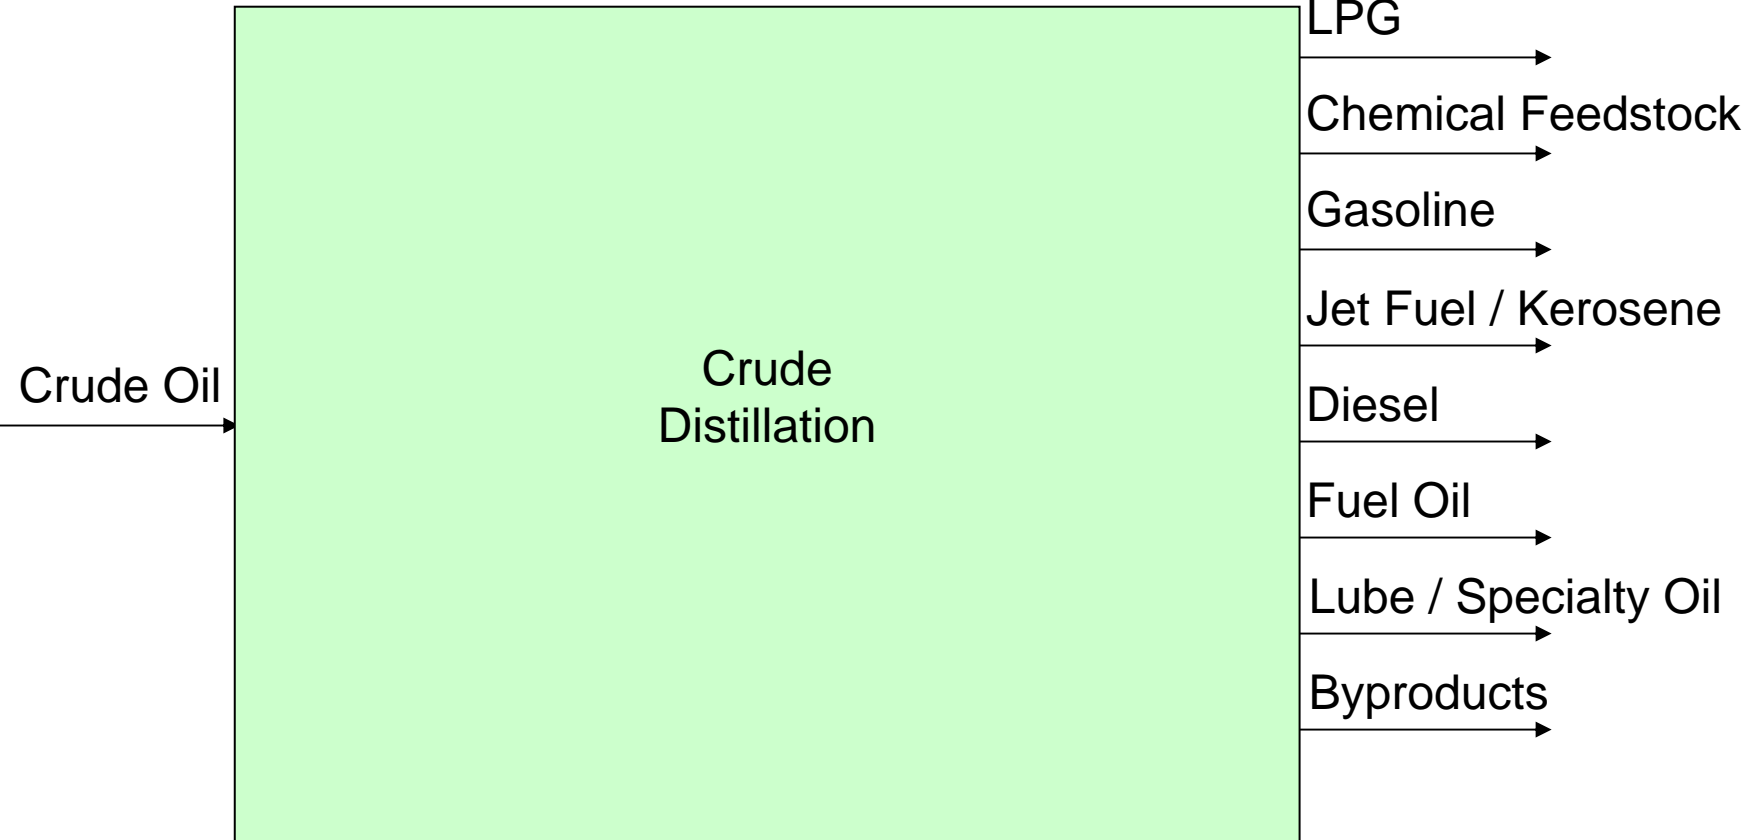 LPG
Chemical Feedstock
Gasoline
Jet Fuel / Kerosene
Crude
Distillation
Crude Oil
Diesel
Fuel Oil
Lube / Specialty Oil
Byproducts